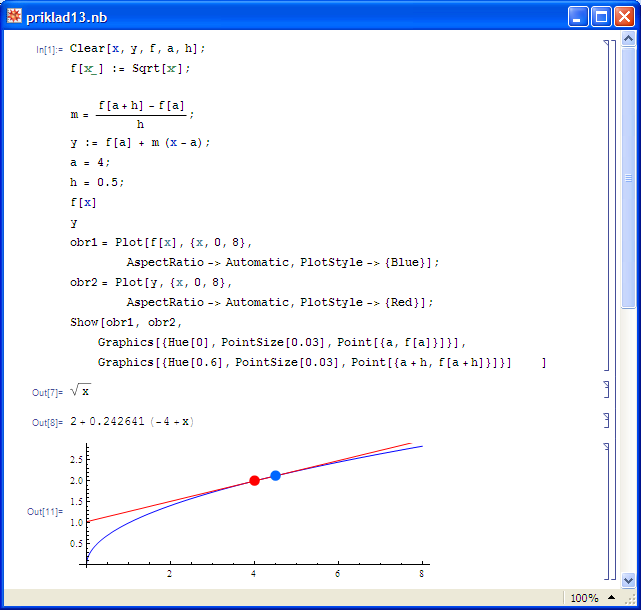 priklad13.nb
In[1]:= Clear[x, y, f, a, h];
f[x_] := Sqrt[x];
m = (f[a + h] - f[a]) / h;
y := f[a] + m (x - a);
a = 4;
h = 0.5;
f[x]
y
obr1 = Plot[f[x], {x, 0, 8},
AspectRatio -> Automatic, PlotStyle -> {Blue}];
obr2 = Plot[y, {x, 0, 8},
AspectRatio -> Automatic, PlotStyle -> {Red}];
Show[obr1, obr2,
Graphics[{Hue[0], PointSize[0.03], Point[{a, f[a]}]}],
Graphics[{Hue[0.6], PointSize[0.03], Point[{a + h, f[a + h]}]}] ]
Out[7]= √x
Out[8]= 2 + 0.242641 (-4 + x)
2.5
2.0
1.5
Out[11]= 1.0
0.5
2 4 6 8
100%